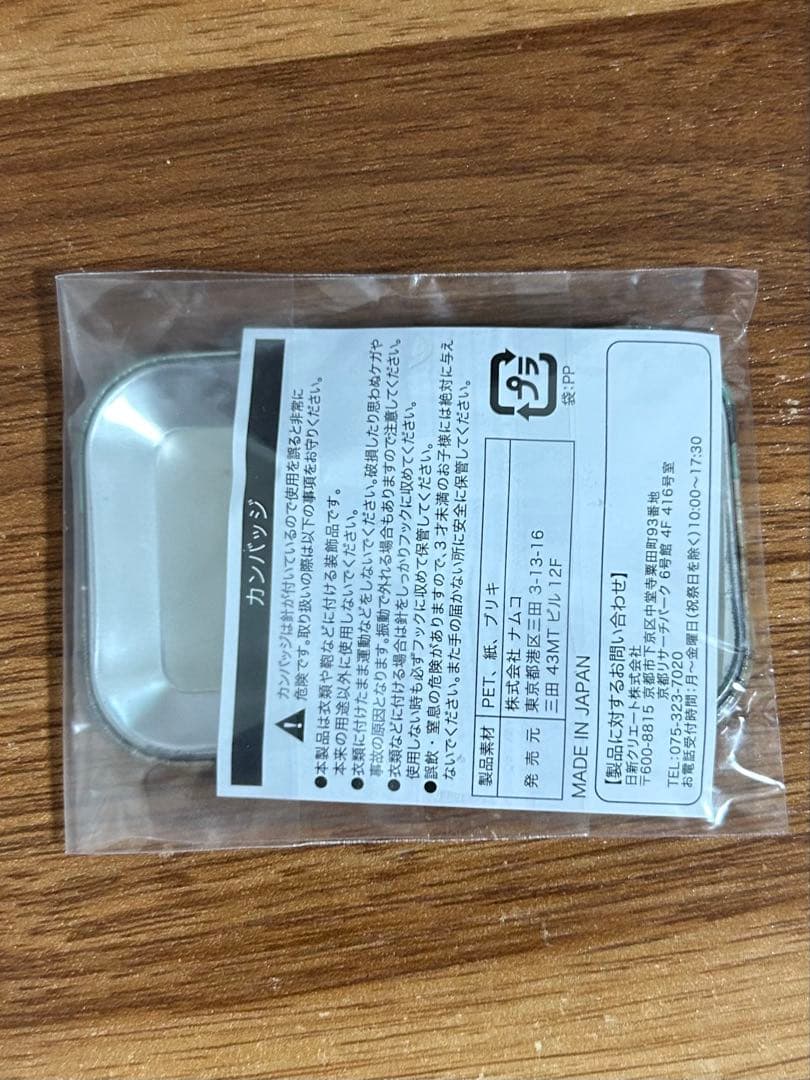 カンバッジ
カンバッジは針が付いているので使用を誤ると非常に
危険です。取り扱いの際は以下の事項をお守りください。
●本製品は衣類や鞄などに付ける装飾品です。
本来の用途以外に使用しないでください。
●衣類に付けたまま運動などをしないでください。破損したり思わぬケガや
事故の原因となります。振動で外れる場合もありますので注意してください。
●衣類などに付ける場合は針をしっかりフックに収めてください。
使用しない時も必ずフックに収めて保管してください。
●誤飲・窒息の危険がありますので、3才未満のお子様には絶対に与え
ないでください。また手の届かない所に安全に保管してください。
製品素材 PET、紙、ブリキ
発売元 株式会社 ナムコ
東京都港区三田 3-13-16
三田 43MT ビル 12F
プラ
袋:PP
MADE IN JAPAN
【製品に対するお問い合わせ】
日新クリエート株式会社
〒600-8815 京都市下京区中堂寺粟田町93番地
京都リサーチパーク 6号館 4F 416号室
TEL:075-323-7020
お電話受付時間:月～金曜日(祝祭日を除く)10:00～17:30